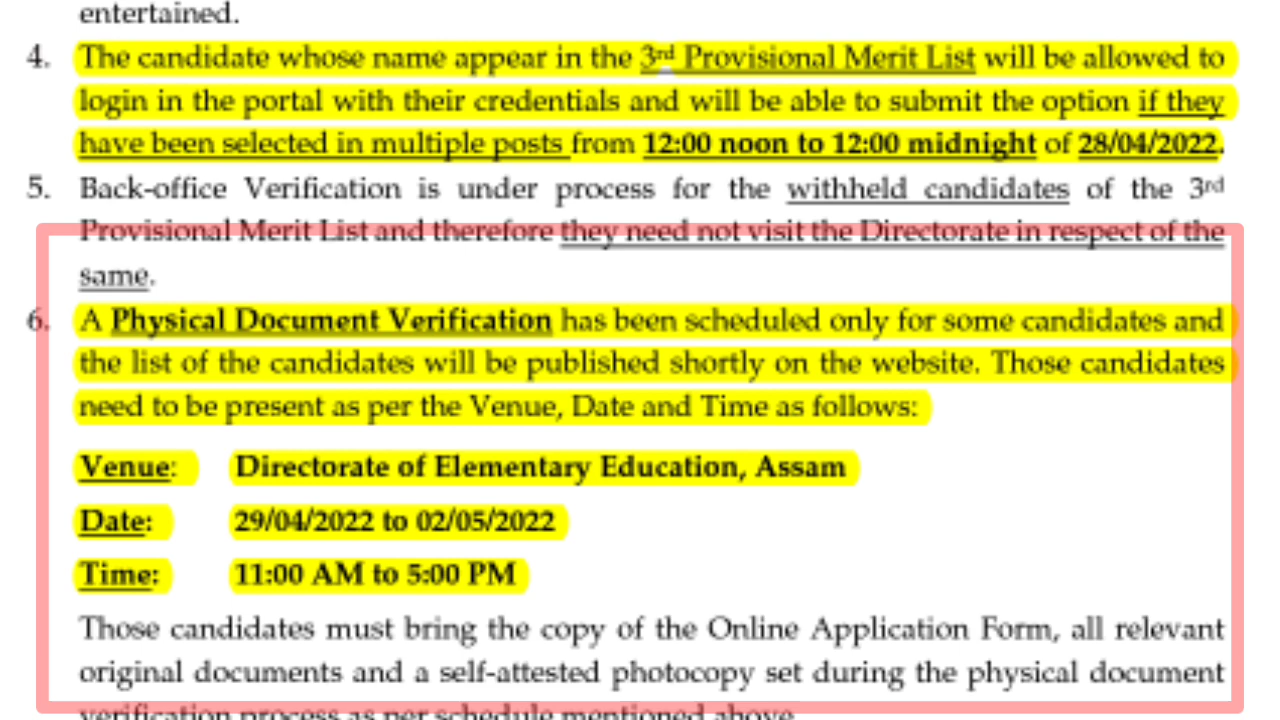 entertained.
4. The candidate whose name appear in the 3rd Provisional Merit List will be allowed to
login in the portal with their credentials and will be able to submit the option if they
have been selected in multiple posts from 12:00 noon to 12:00 midnight of 28/04/2022.
5. Back-office Verification is under process for the withheld candidates of the 3rd
Provisional Merit List and therefore they need not visit the Directorate in respect of the
same.
6. A Physical Document Verification has been scheduled only for some candidates and
the list of the candidates will be published shortly on the website. Those candidates
need to be present as per the Venue, Date and Time as follows:
Venue: Directorate of Elementary Education, Assam
Date: 29/04/2022 to 02/05/2022
Time: 11:00 AM to 5:00 PM
Those candidates must bring the copy of the Online Application Form, all relevant
original documents and a self-attested photocopy set during the physical document
verification process as per schedule mentioned above.